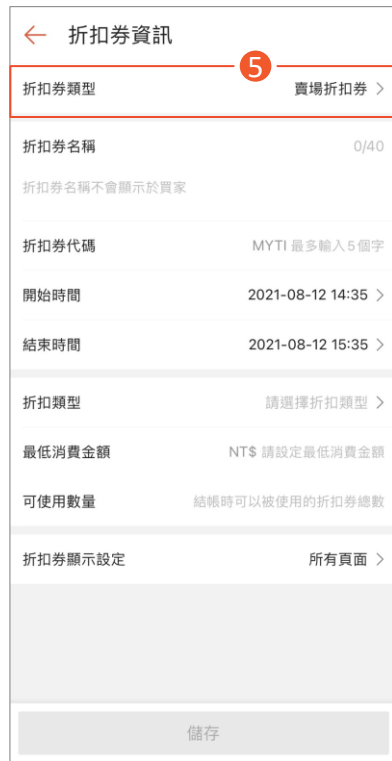 ← 折扣券資訊
5
折扣券類型 賣場折扣券 >
折扣券名稱 0/40
折扣券名稱不會顯示於買家
折扣券代碼 MYTI 最多輸入5個字
開始時間 2021-08-12 14:35 >
結束時間 2021-08-12 15:35 >
折扣類型 請選擇折扣類型 >
最低消費金額 NT$ 請設定最低消費金額
可使用數量 結帳時可以被使用的折扣券總數
折扣券顯示設定 所有頁面 >
儲存